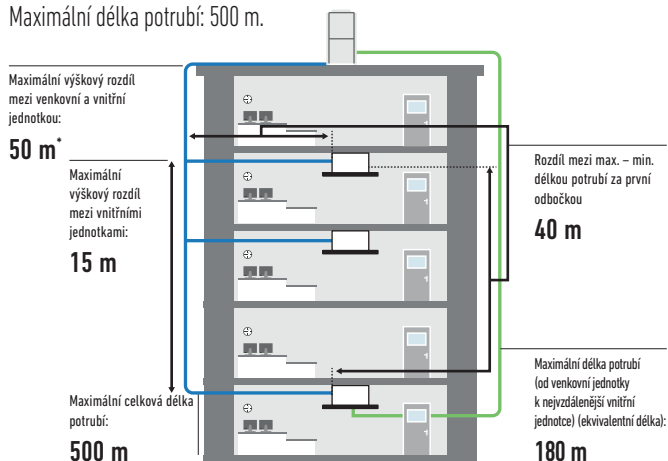 Maximální délka potrubí: 500 m.
Maximální výškový rozdíl
mezi venkovní a vnitřní
jednotkou:
50 m*
Maximální
výškový rozdíl
mezi vnitřními
jednotkami:
15 m
Maximální celková délka
potrubí:
500 m
Rozdíl mezi max. – min.
délkou potrubí za první
odbočkou
40 m
Maximální délka potrubí
(od venkovní jednotky
k nejvzdálenější vnitřní
jednotce) (ekvivalentní délka):
180 m